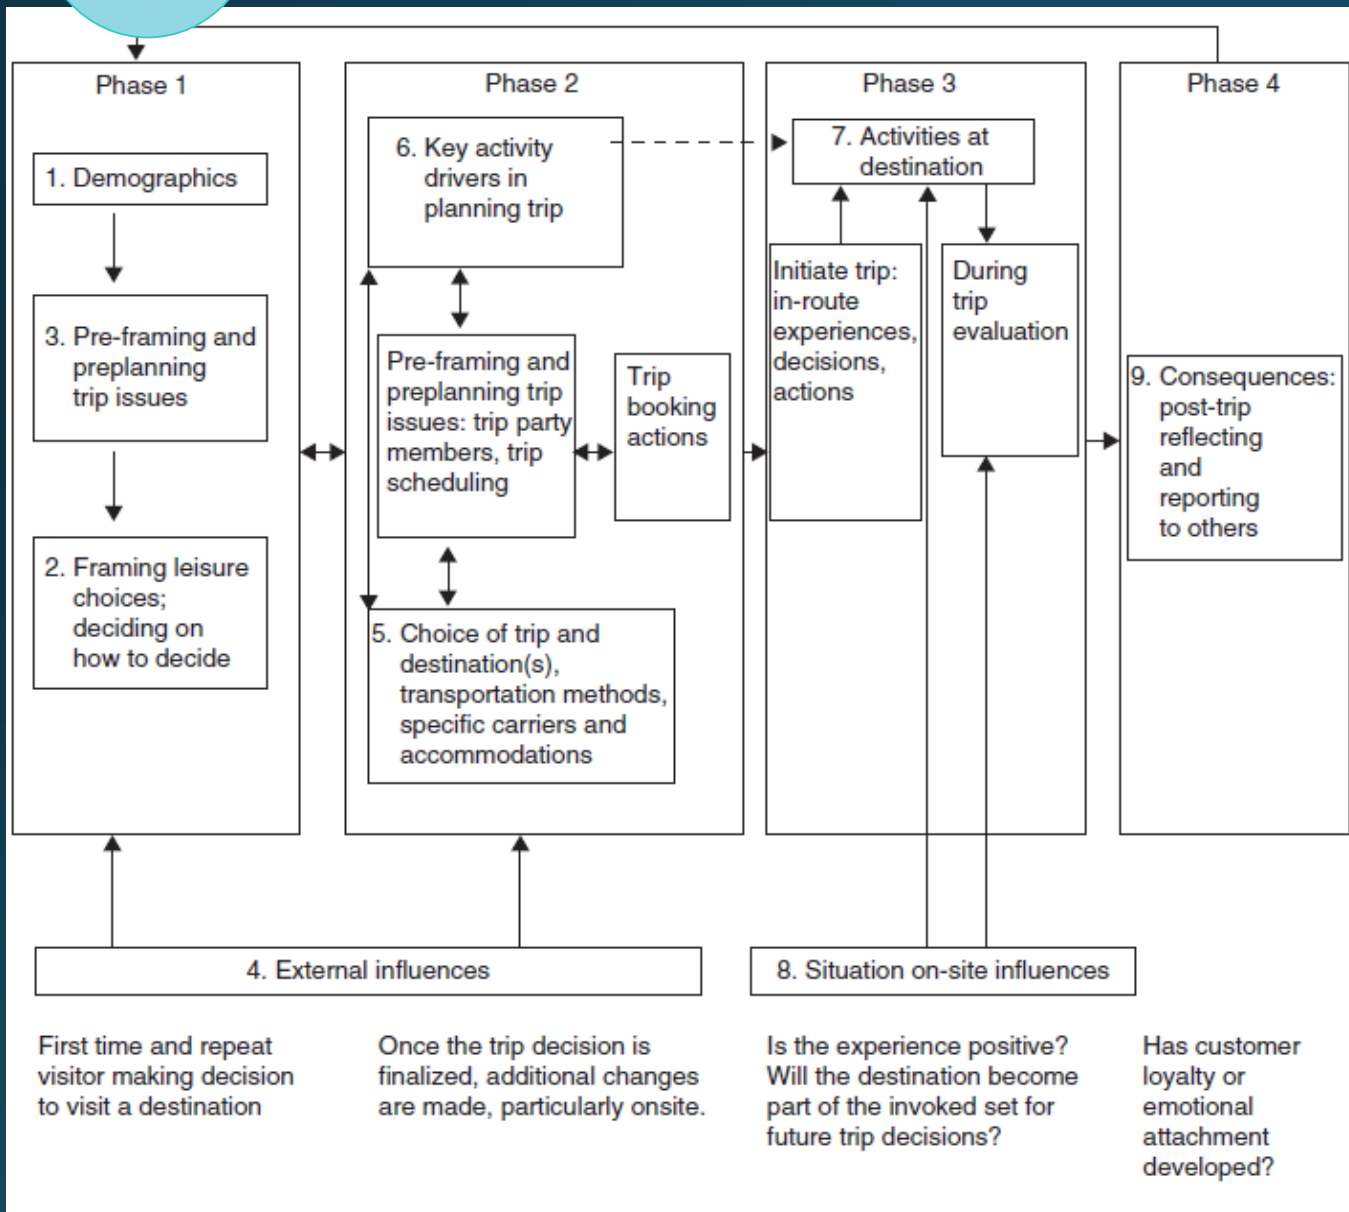 Phase 1
1. Demographics
3. Pre-framing and
preplanning
trip issues
2. Framing leisure
choices;
deciding on
how to decide
Phase 2
6. Key activity
drivers in
planning trip
Pre-framing and
preplanning trip
issues: trip party
members, trip
scheduling
Trip
booking
actions
5. Choice of trip and
destination(s),
transportation methods,
specific carriers and
accommodations
Phase 3
7. Activities at
destination
Initiate trip:
in-route
experiences,
decisions,
actions
During
trip
evaluation
Phase 4
9. Consequences:
post-trip
reflecting
and
reporting
to others
4. External influences
8. Situation on-site influences
First time and repeat
visitor making decision
to visit a destination
Once the trip decision is
finalized, additional changes
are made, particularly onsite.
Is the experience positive?
Will the destination become
part of the invoked set for
future trip decisions?
Has customer
loyalty or
emotional
attachment
developed?